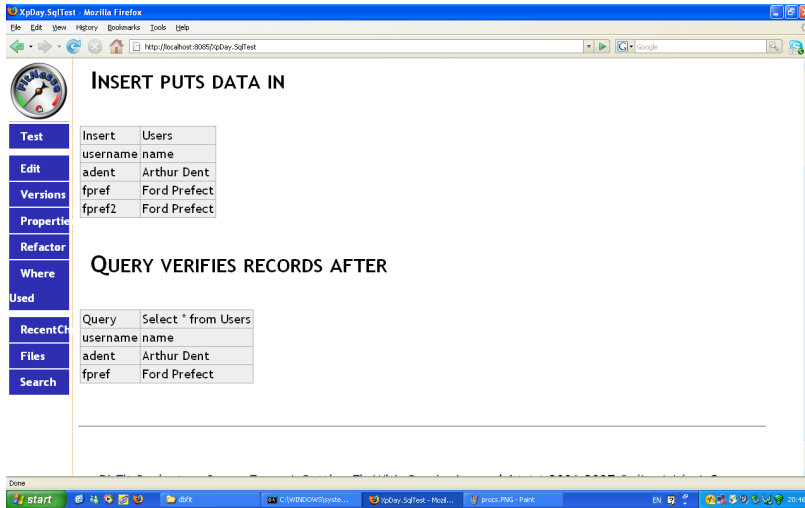 XpDay.SqlTest - Mozilla Firefox
File Edit View History Bookmarks Tools Help
http://localhost:8085/XpDay.SqlTest
G Google
FitNesse
INSERT PUTS DATA IN
Test
Insert Users
username name
adent Arthur Dent
fpref Ford Prefect
fpref2 Ford Prefect
Edit
Versions
Propertie
Refactor
Where
Used
RecentCh
Files
Search
QUERY VERIFIES RECORDS AFTER
Query Select * from Users
username name
adent Arthur Dent
fpref Ford Prefect
Done
start
dbfit
C:\WINDOWS\syste...
XpDay.SqlTest - Mozil...
procs.PNG - Paint
EN
20:46